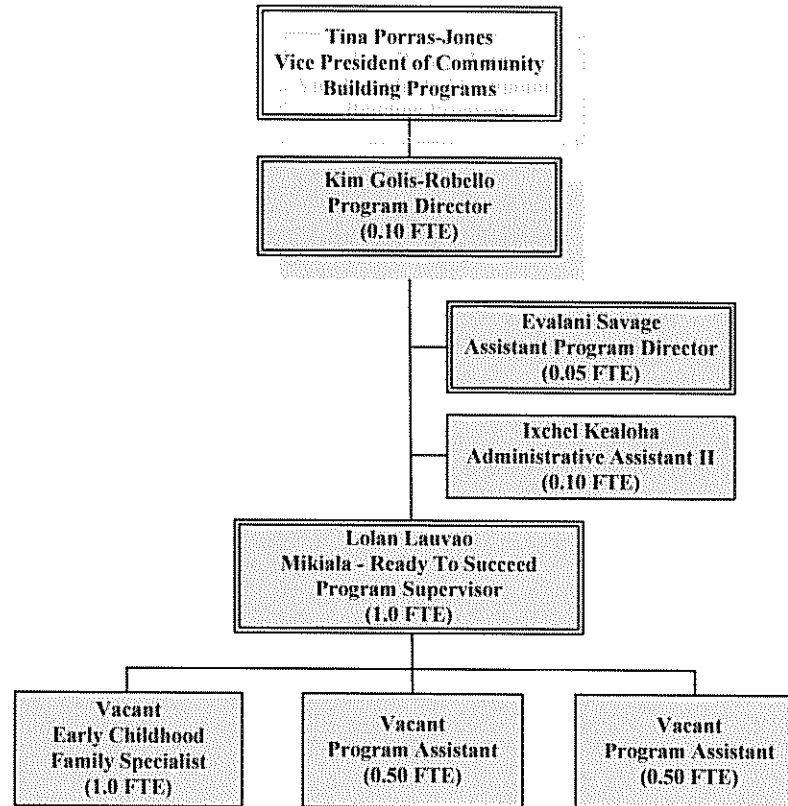 Tina Porras-Jones
Vice President of Community
Building Programs
Kim Golis-Robello
Program Director
(0.10 FTE)
Evalani Savage
Assistant Program Director
(0.05 FTE)
Ixchel Kealoha
Administrative Assistant II
(0.10 FTE)
Lolan Lauvao
Mikiala - Ready To Succeed
Program Supervisor
(1.0 FTE)
Vacant
Early Childhood
Family Specialist
(1.0 FTE)
Vacant
Program Assistant
(0.50 FTE)
Vacant
Program Assistant
(0.50 FTE)